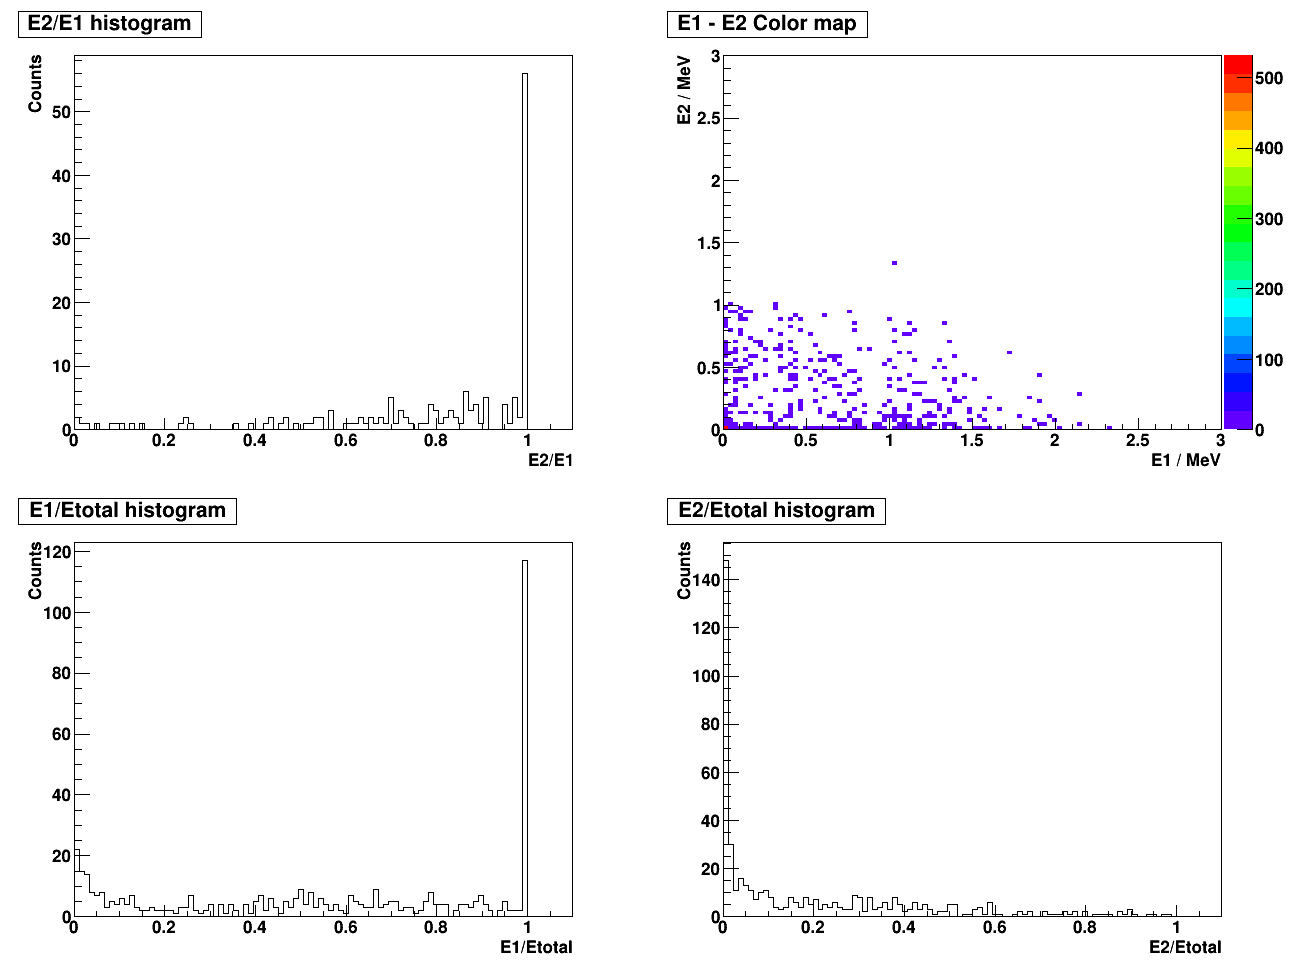 E2/E1 histogram
Counts
50
40
30
20
10
0
0 0.2 0.4 0.6 0.8 1
E2/E1
E1 - E2 Color map
E2 / MeV
3
2.5
2
1.5
1
0.5
0
0 0.5 1 1.5 2 2.5 3
E1 / MeV
500
400
300
200
100
0
E1/Etotal histogram
Counts
120
100
80
60
40
20
0
0 0.2 0.4 0.6 0.8 1
E1/Etotal
E2/Etotal histogram
Counts
140
120
100
80
60
40
20
0
0 0.2 0.4 0.6 0.8 1
E2/Etotal